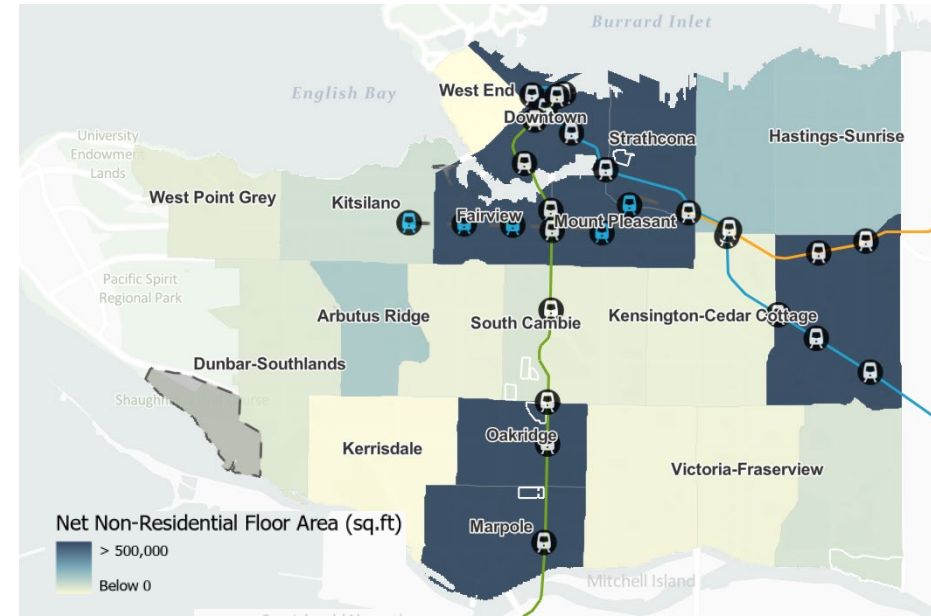 Burrard Inlet
English Bay
West End
Downtown
Strathcona
Hastings-Sunrise
University
Endowment
Lands
West Point Grey
Kitsilano
Fairview
Mount Pleasant
Pacific Spirit
Regional Park
Arbutus Ridge
South Cambie
Kensington-Cedar Cottage
Dunbar-Southlands
Kerrisdale
Oakridge
Victoria-Fraserview
Marpole
Mitchell Island
Net Non-Residential Floor Area (sq.ft)
> 500,000
Below 0